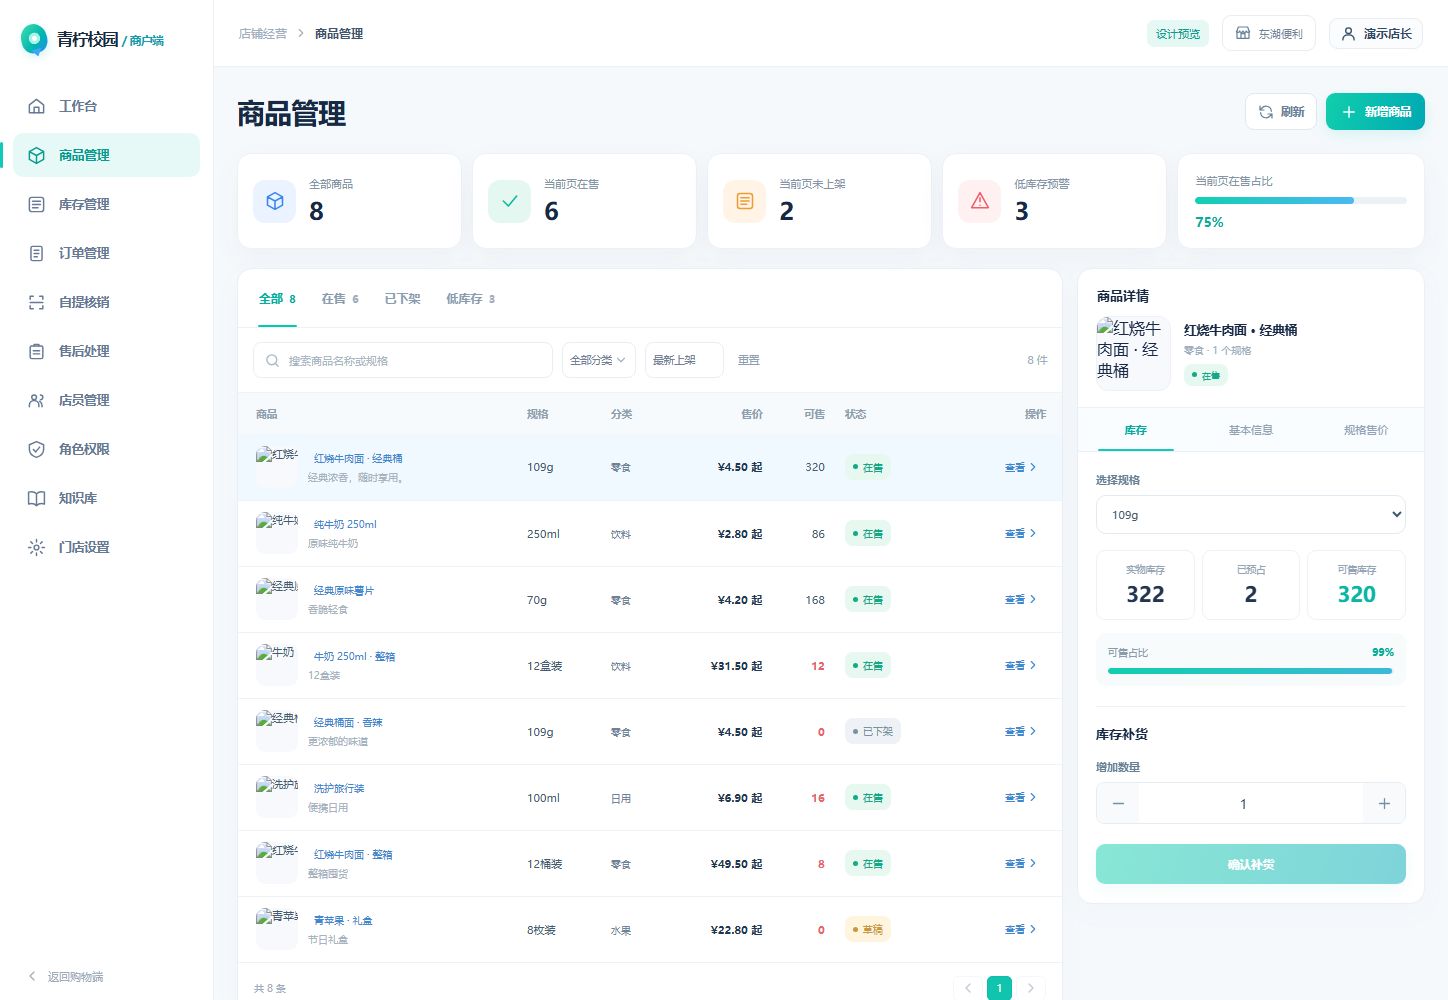 青柠校园 / 商户端
工作台
商品管理
库存管理
订单管理
自提核销
售后处理
店员管理
角色权限
知识库
门店设置
返回购物端
店铺经营 > 商品管理
设计预览
东湖便利
演示店长
商品管理
刷新
新增商品
全部商品
8
当前页在售
6
当前页未上架
2
低库存预警
3
当前页在售占比
75%
全部 8 在售 6 已下架 低库存 3
搜索商品名称或规格 全部分类 最新上架 重置 8 件
商品 规格 分类 售价 可售 状态 操作
红烧牛肉面 · 经典桶
经典浓香，随时享用。
109g 零食 ¥4.50 起 320 在售 查看
纯牛奶 250ml
原味纯牛奶
250ml 饮料 ¥2.80 起 86 在售 查看
经典原味薯片
香脆轻食
70g 零食 ¥4.20 起 168 在售 查看
牛奶
牛奶 250ml · 整箱
12盒装
12盒装 饮料 ¥31.50 起 12 在售 查看
经典桶面 · 香辣
更浓郁的味道
109g 零食 ¥4.50 起 0 已下架 查看
洗护旅行装
便携日用
100ml 日用 ¥6.90 起 16 在售 查看
红烧牛肉面 · 整箱
整箱囤货
12桶装 零食 ¥49.50 起 8 在售 查看
青苹果 · 礼盒
节日礼盒
8枚装 水果 ¥22.80 起 0 草稿 查看
共 8 条
1
商品详情
红烧牛
肉面 · 经
典桶
红烧牛肉面 • 经典桶
零食 · 1 个规格
在售
库存 基本信息 规格售价
选择规格
109g
实物库存
322
已预占
2
可售库存
320
可售占比 99%
库存补货
增加数量
1
确认补货